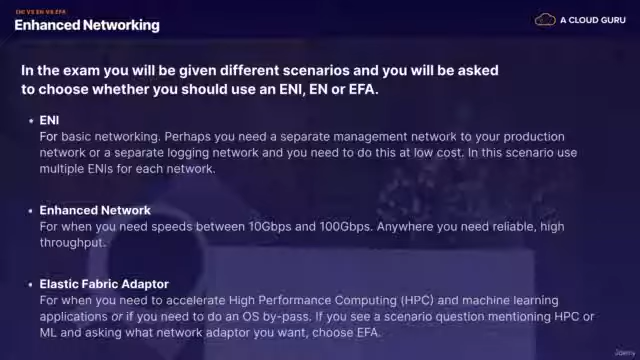 ENI VS EN VS EFA
Enhanced Networking
A CLOUD GURU
In the exam you will be given different scenarios and you will be asked
to choose whether you should use an ENI, EN or EFA.
• ENI
For basic networking. Perhaps you need a separate management network to your production
network or a separate logging network and you need to do this at low cost. In this scenario use
multiple ENIs for each network.
• Enhanced Network
For when you need speeds between 10Gbps and 100Gbps. Anywhere you need reliable, high
throughput.
• Elastic Fabric Adaptor
For when you need to accelerate High Performance Computing (HPC) and machine learning
applications or if you need to do an OS by-pass. If you see a scenario question mentioning HPC or
ML and asking what network adaptor you want, choose EFA.
Udemy